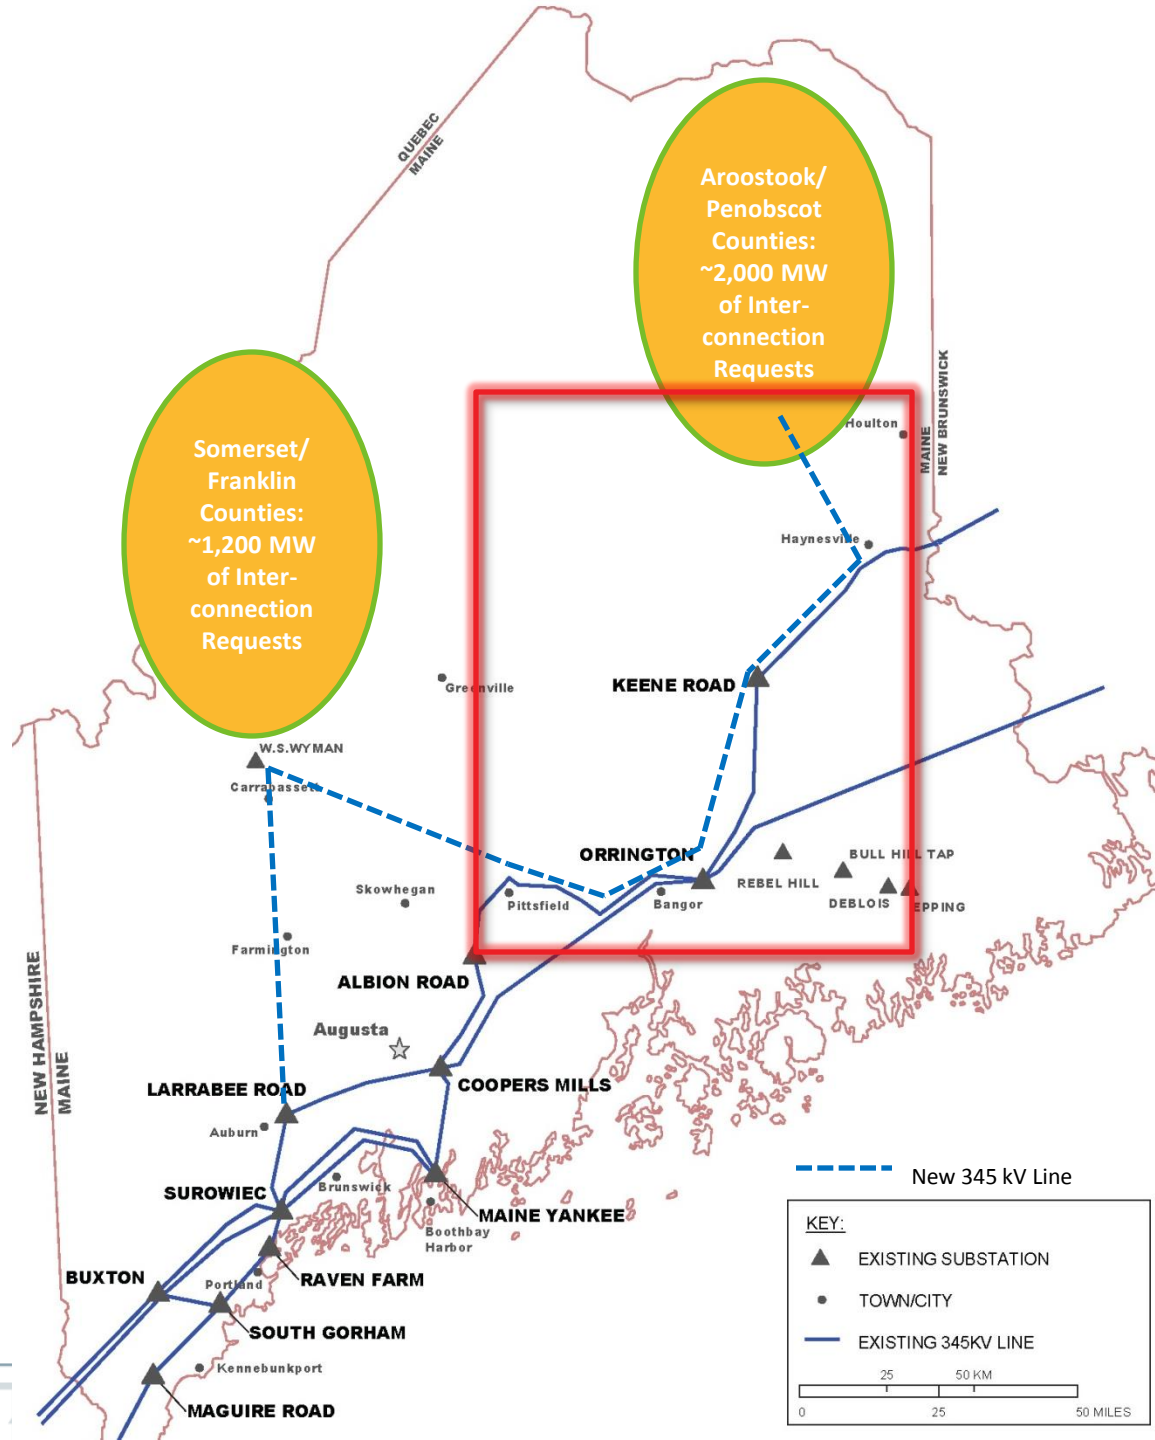 QUEBEC
MAINE
Aroostook/
Penobscot
Counties:
~2,000 MW
of Inter-
connection
Requests
Somerset/
Franklin
Counties:
~1,200 MW
of Inter-
connection
Requests
MAINE
NEW BRUNSWICK
Houlton
Haynesville
KEENE ROAD
Greenville
W.S.WYMAN
Carrabassett
ORRINGTON
BULL HILL TAP
REBEL HILL
DEBLOIS
EPPING
Skowhegan
Pittsfield
Bangor
Farmington
ALBION ROAD
Augusta
NEW HAMPSHIRE
MAINE
COOPERS MILLS
LARRABEE ROAD
Auburn
SUROWIEC
Brunswick
MAINE YANKEE
Boothbay
Harbor
BUXTON
Portland
RAVEN FARM
SOUTH GORHAM
Kennebunkport
MAGUIRE ROAD
New 345 kV Line
KEY:
EXISTING SUBSTATION
TOWN/CITY
EXISTING 345KV LINE
25 50 KM
0 25 50 MILES